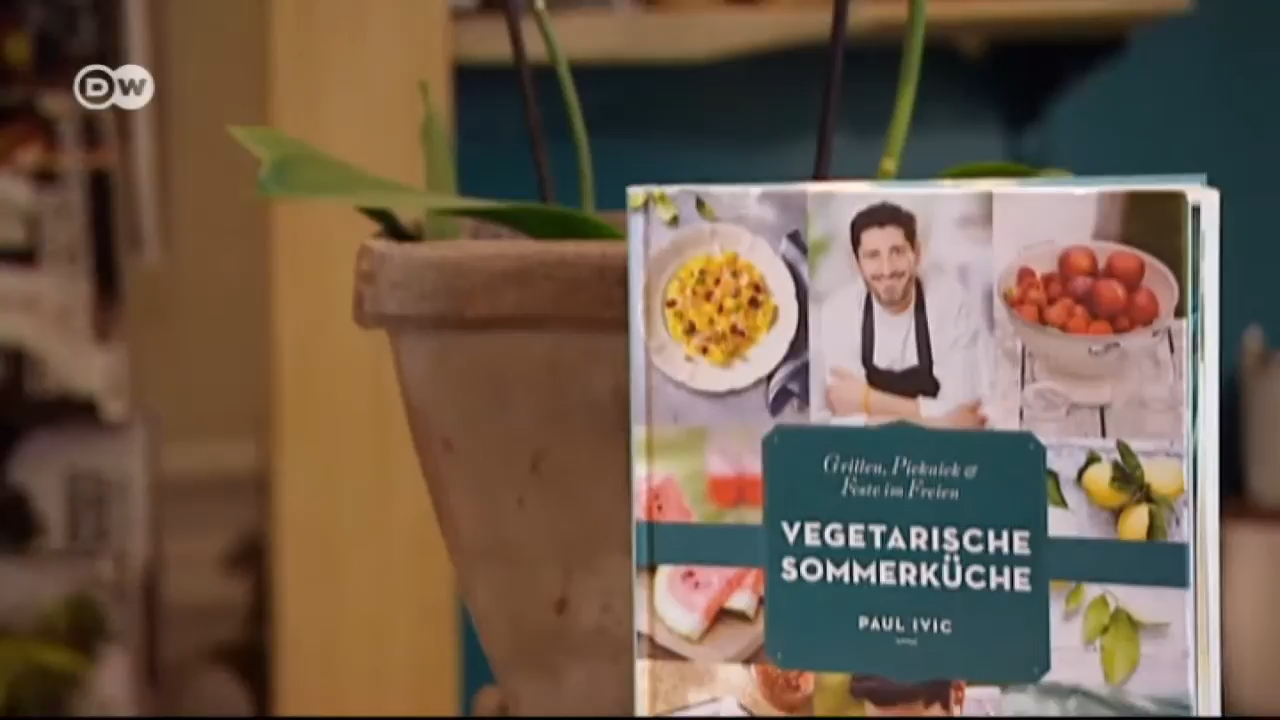 DW
Grillen, Picknick &
Feste im Freien
VEGETARISCHE
SOMMERKÜCHE
PAUL IVIC